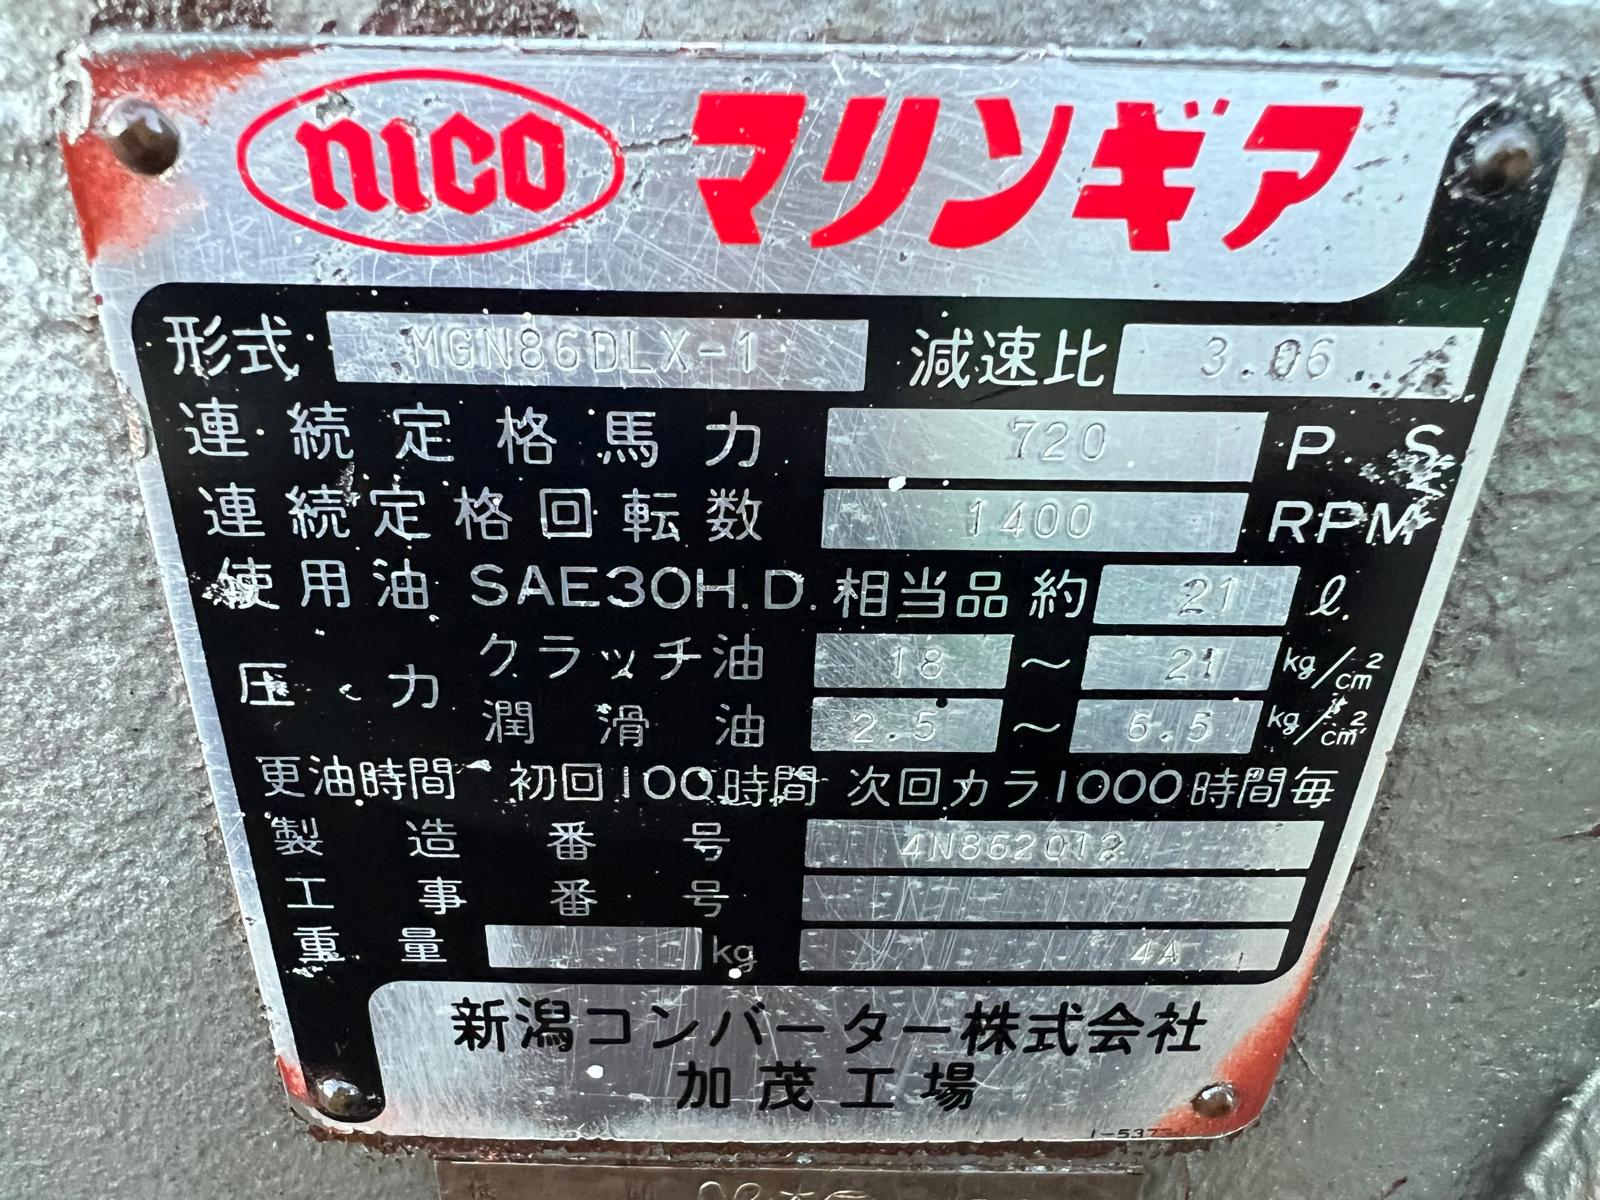 nico マリンギア
形式 MGN86DLX-1 減速比 3.06
連続定格馬力 720 PS
連続定格回転数 1400 RPM
使用油 SAE30H.D. 相当品 約 21 ℓ
圧力 クラッチ油 18 ～ 21 kg/cm²
潤滑油 2.5 ～ 6.5 kg/cm²
更油時間 初回100時間 次回カラ1000時間毎
製造番号 4N862012
工事番号
重量 kg 4A
新潟コンバーター株式会社
加茂工場